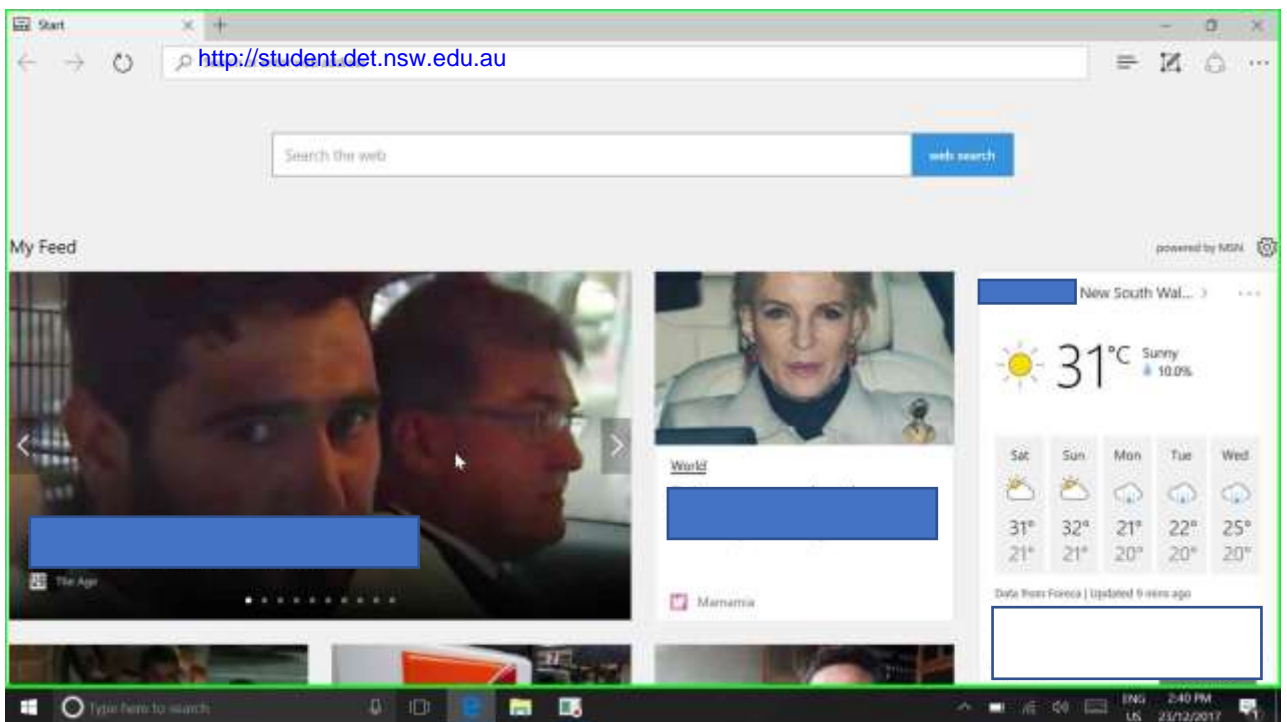 Start
http://student.det.nsw.edu.au
Search the web
web search
My Feed
powered by MSN
New South Wal...
31°C Sunny
10.0%
World
Sat Sun Mon Tue Wed
31° 32° 21° 22° 25°
21° 21° 20° 20° 20°
The Age
Mamamia
Data from Foreca | Updated 9 mins ago
Type here to search
ENG
US
2:40 PM
23/12/2017